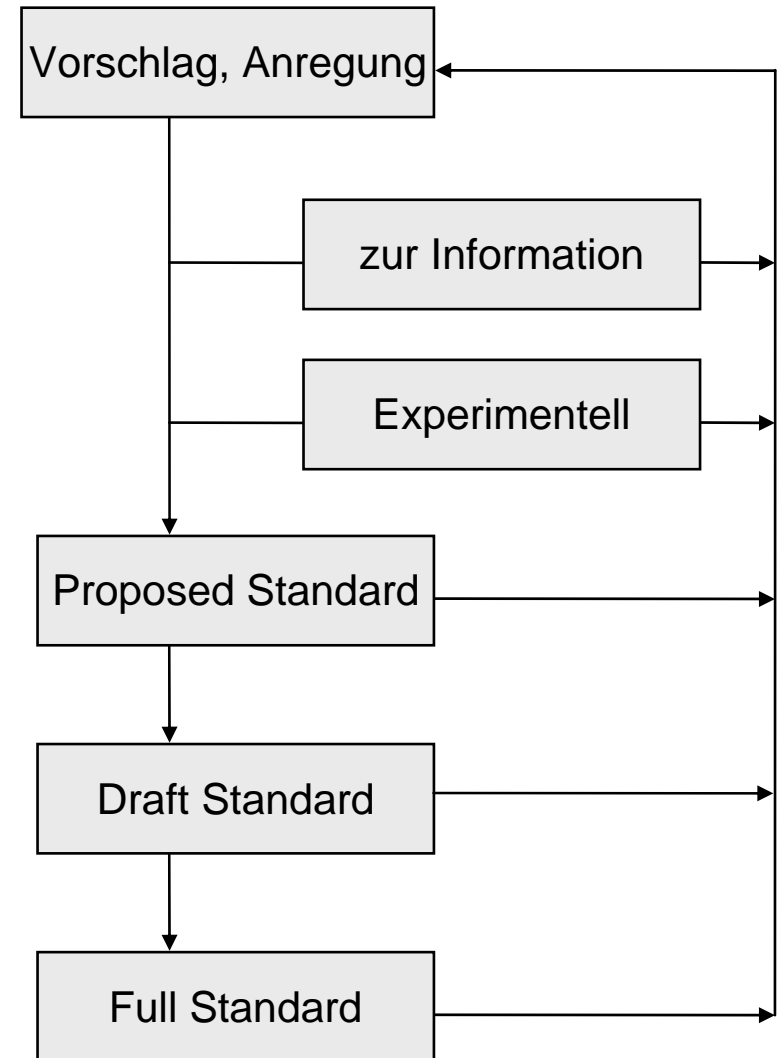 Vorschlag, Anregung
zur Information
Experimentell
Proposed Standard
Draft Standard
Full Standard